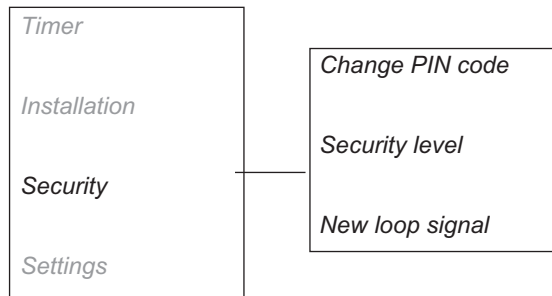 Timer
Installation
Security
Settings
Change PIN code
Security level
New loop signal